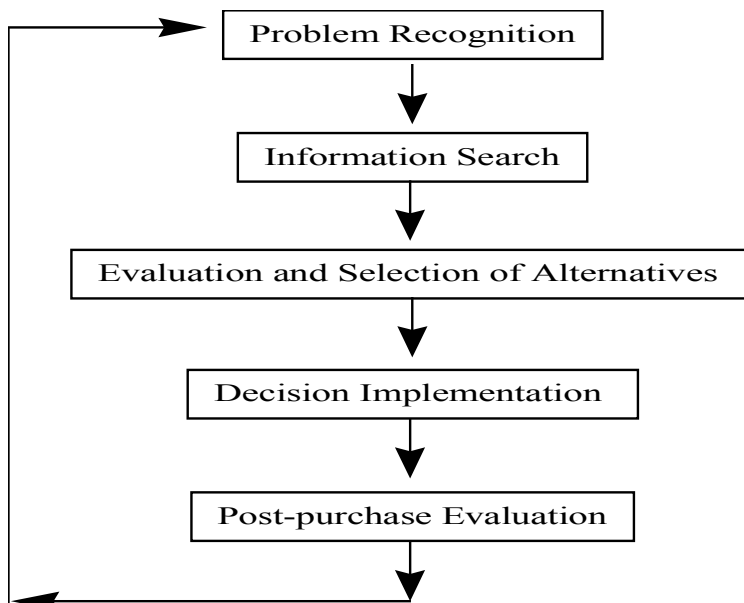 Problem Recognition
Information Search
Evaluation and Selection of Alternatives
Decision Implementation
Post-purchase Evaluation